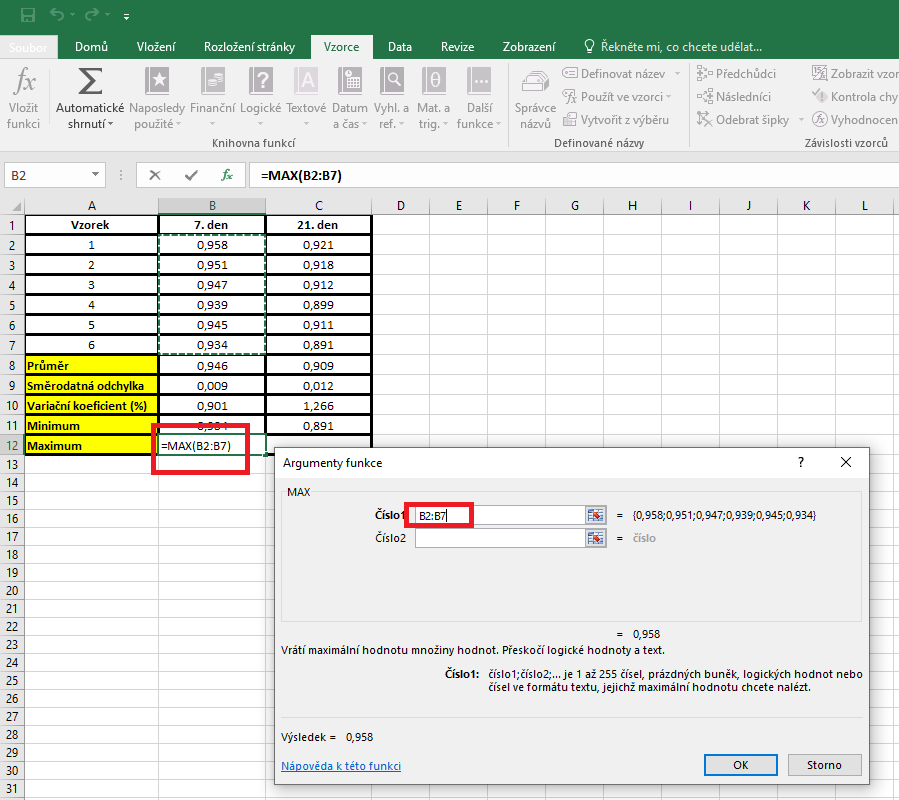 Soubor Domů Vložení Rozložení stránky Vzorce Data Revize Zobrazení Řekněte mi, co chcete udělat...
fx Σ
Vložit funkci
Automatické shrnutí
Naposledy použité
Finanční
Logické
Textové
Datum a čas
Vyhl. a ref.
Mat. a trig.
Další funkce
Knihovna funkcí
Správce názvů
Definovat název
Použít ve vzorci
Vytvořit z výběru
Definované názvy
Předchůdci
Následníci
Odebrat šipky
Zobrazit vzor
Kontrola chy
Vyhodnocen
Závislosti vzorců
B2 fx =MAX(B2:B7)
A B C D E F G H I J K L
1 Vzorek 7. den 21. den
2 1 0,958 0,921
3 2 0,951 0,918
4 3 0,947 0,912
5 4 0,939 0,899
6 5 0,945 0,911
7 6 0,934 0,891
8 Průměr 0,946 0,909
9 Směrodatná odchylka 0,009 0,012
10 Variační koeficient (%) 0,901 1,266
11 Minimum 0,934 0,891
12 Maximum =MAX(B2:B7)
13
14
15
16
17
18
19
20
21
22
23
24
25
26
27
28
29
30
31
Argumenty funkce ?
MAX
Číslo1 B2:B7 = {0,958;0,951;0,947;0,939;0,945;0,934}
Číslo2 = číslo
= 0,958
Vrátí maximální hodnotu množiny hodnot. Přeskočí logické hodnoty a text.
Číslo1: číslo1;číslo2;... je 1 až 255 čísel, prázdných buněk, logických hodnot nebo
čísel ve formátu textu, jejichž maximální hodnotu chcete nalézt.
Výsledek = 0,958
Nápověda k této funkci OK Storno